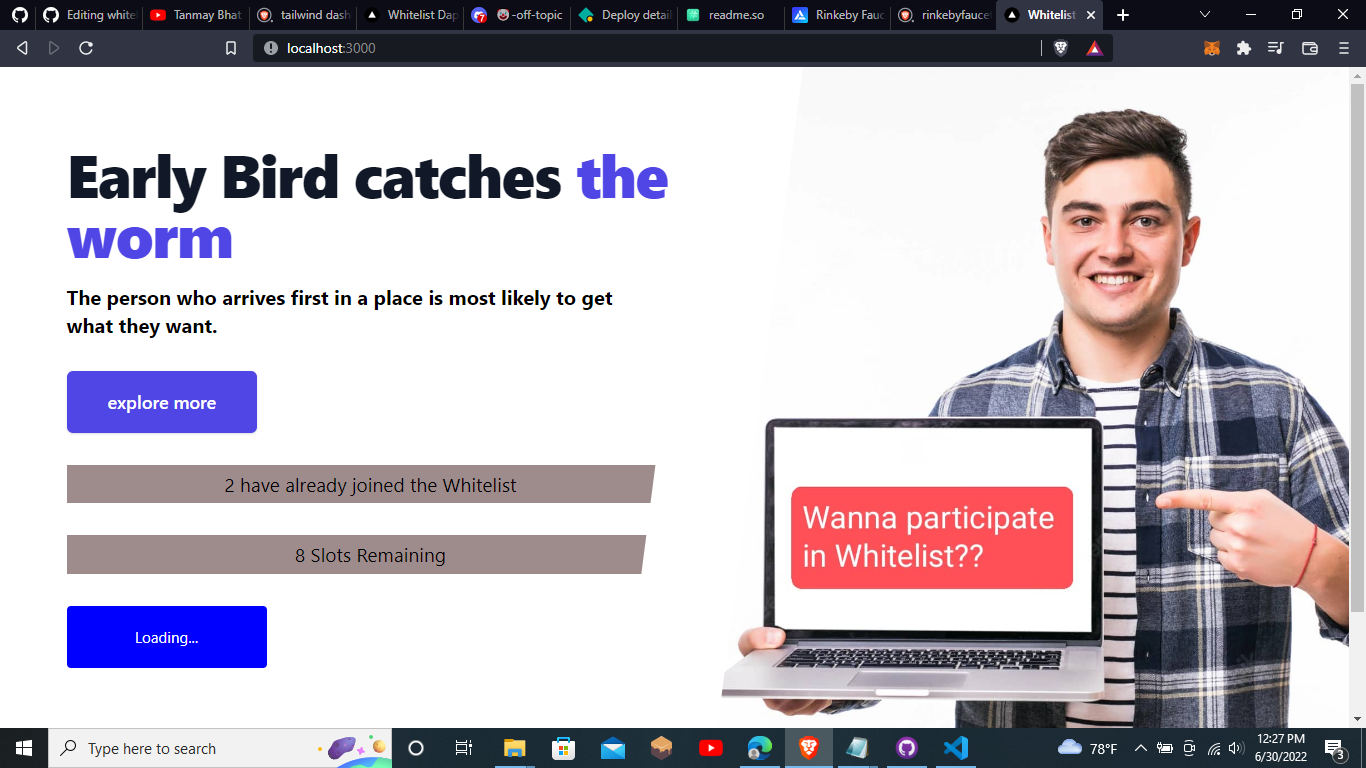 Editing white
Tanmay Bhat
tailwind dash
Whitelist Dap
-off-topic
Deploy detail
readme.so
Rinkeby Fauc
rinkebyfaucet
Whitelist
localhost:3000
Early Bird catches the
worm
The person who arrives first in a place is most likely to get
what they want.
explore more
2 have already joined the Whitelist
8 Slots Remaining
Loading...
Wanna participate
in Whitelist??
Type here to search
78°F
12:27 PM
6/30/2022
3